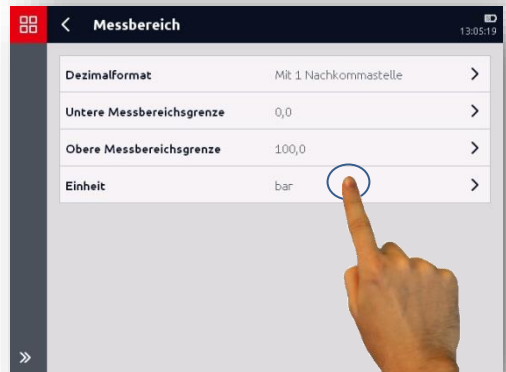 Messbereich
13:05:19
Dezimalformat Mit 1 Nachkommastelle
Untere Messbereichsgrenze 0,0
Obere Messbereichsgrenze 100,0
Einheit bar